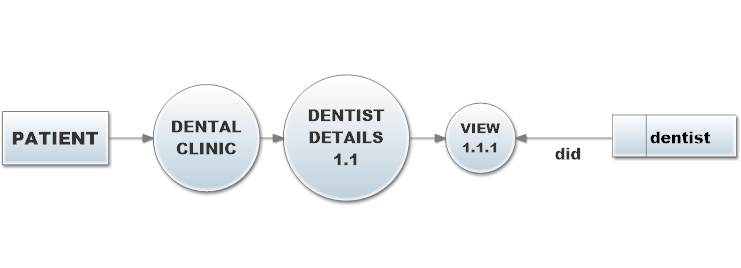 PATIENT
DENTAL
CLINIC
DENTIST
DETAILS
1.1
VIEW
1.1.1
did
dentist